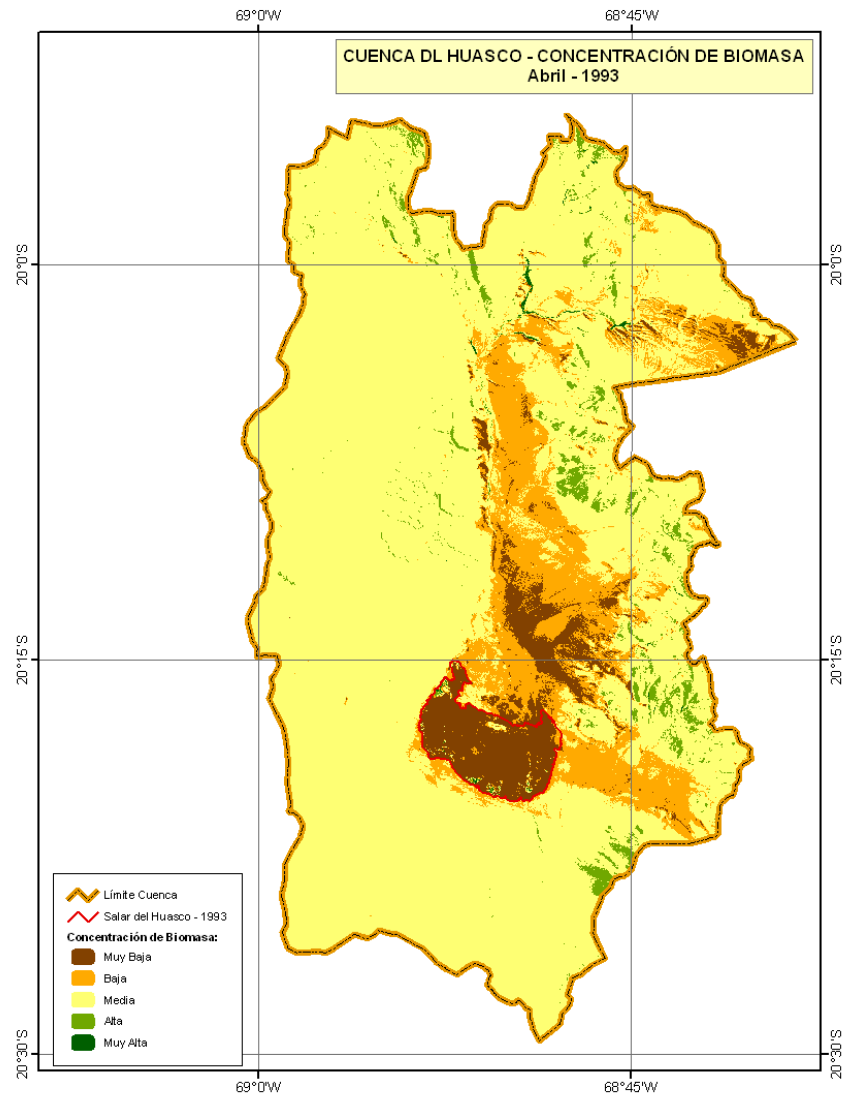 69°0'W
68°45'W
CUENCA DL HUASCO - CONCENTRACIÓN DE BIOMASA
Abril - 1993
20°0'S
20°0'S
20°15'S
20°15'S
Límite Cuenca
Salar del Huasco - 1993
Concentración de Biomasa:
Muy Baja
Baja
Media
Alta
Muy Alta
20°30'S
20°30'S
69°0'W
68°45'W